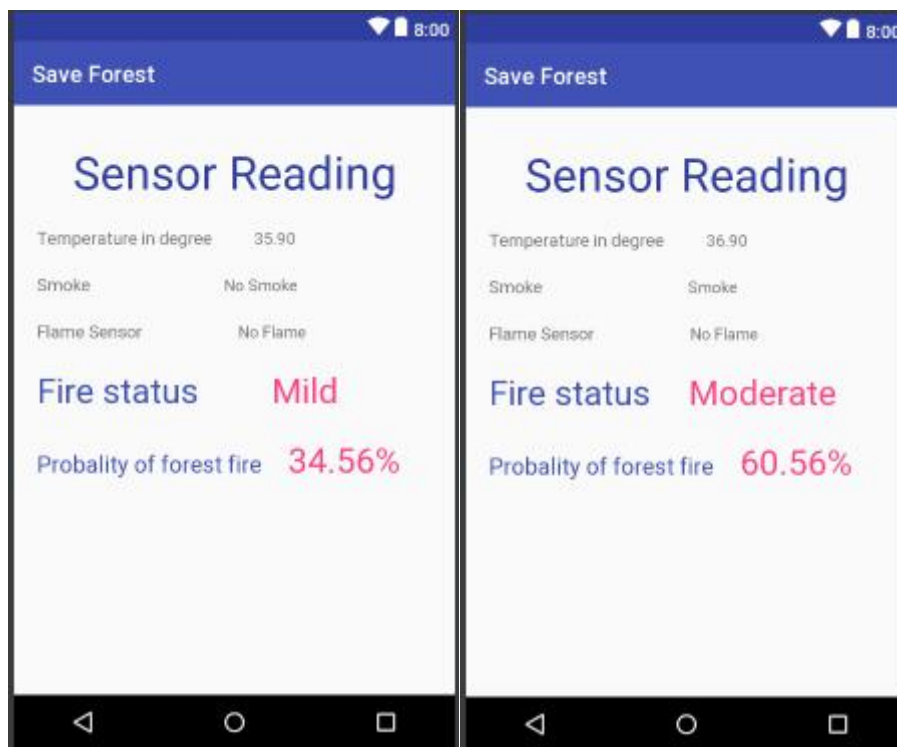 8:00
Save Forest
Sensor Reading
Temperature in degree 35.90
Smoke No Smoke
Flame Sensor No Flame
Fire status Mild
Probality of forest fire 34.56%
8:00
Save Forest
Sensor Reading
Temperature in degree 36.90
Smoke Smoke
Flame Sensor No Flame
Fire status Moderate
Probality of forest fire 60.56%